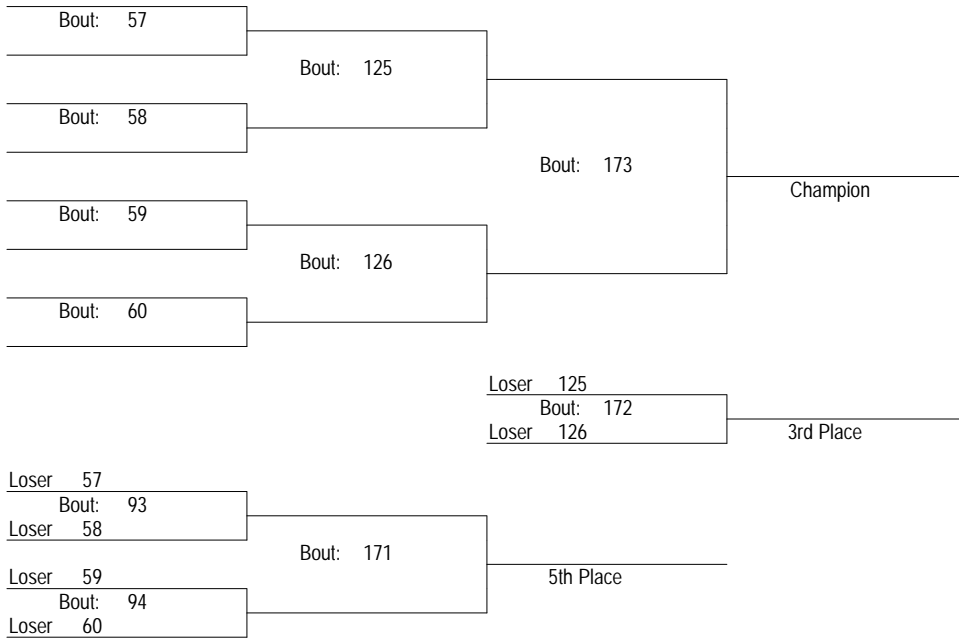 Bout: 57
Bout: 125
Bout: 58
Bout: 173
Champion
Bout: 59
Bout: 126
Bout: 60
Loser 125
Bout: 172
Loser 126
3rd Place
Loser 57
Bout: 93
Loser 58
Bout: 171
5th Place
Loser 59
Bout: 94
Loser 60